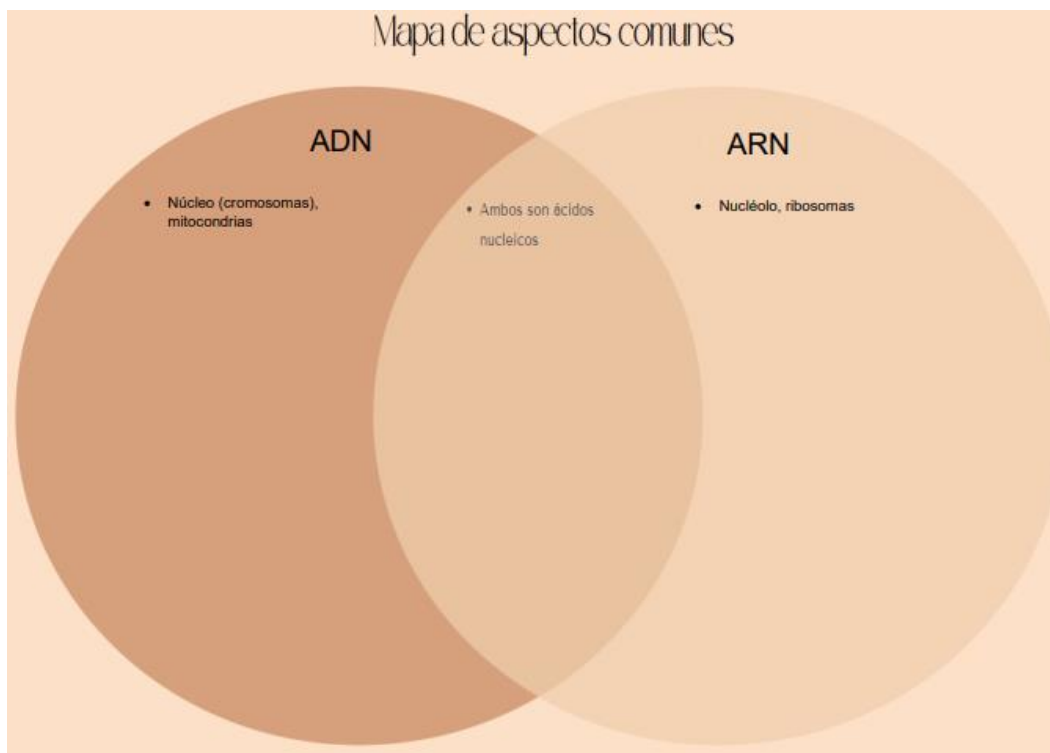 Mapa de aspectos comunes
ADN
• Núcleo (cromosomas),
mitocondrias
• Ambos son ácidos
nucleicos
ARN
• Nucléolo, ribosomas